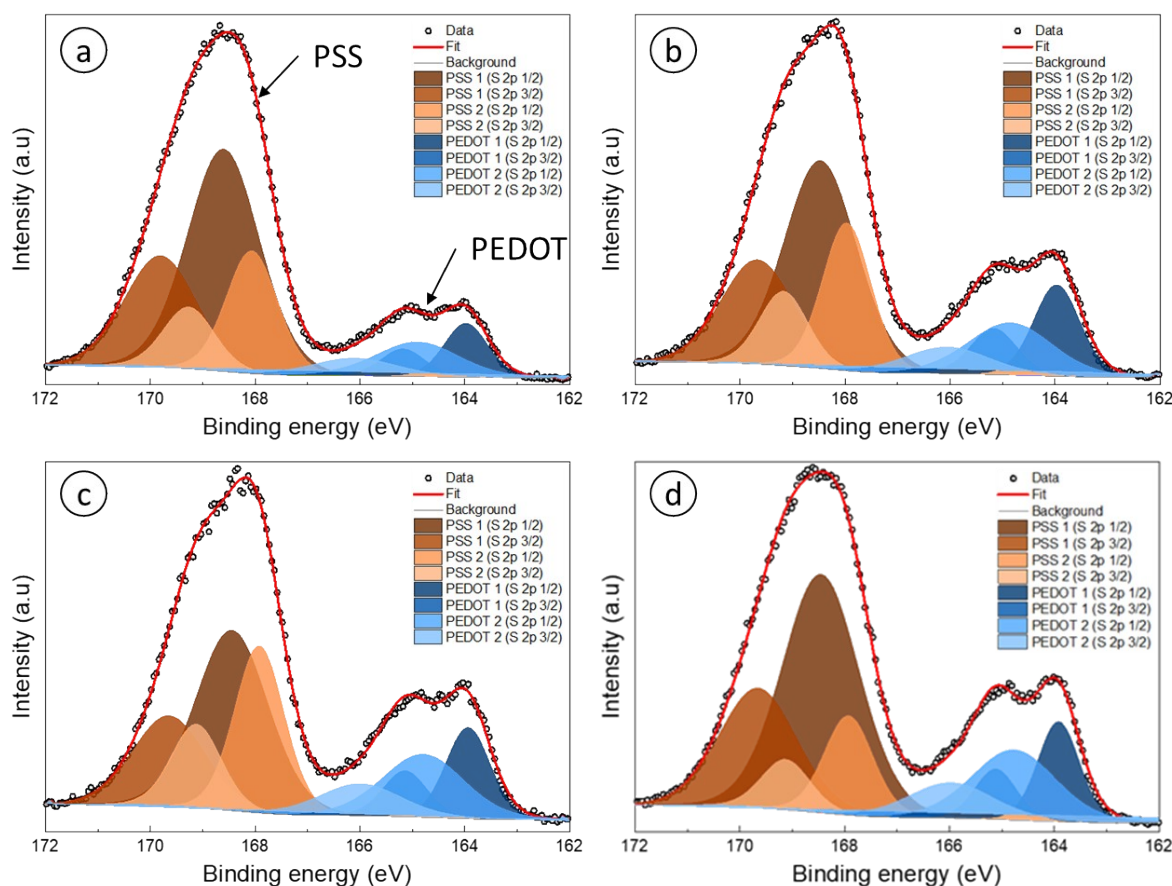 a
PSS
PEDOT
Data
Fit
Background
PSS 1 (S 2p 1/2)
PSS 1 (S 2p 3/2)
PSS 2 (S 2p 1/2)
PSS 2 (S 2p 3/2)
PEDOT 1 (S 2p 1/2)
PEDOT 1 (S 2p 3/2)
PEDOT 2 (S 2p 1/2)
PEDOT 2 (S 2p 3/2)
Intensity (a.u)
172 170 168 166 164 162
Binding energy (eV)
b
Data
Fit
Background
PSS 1 (S 2p 1/2)
PSS 1 (S 2p 3/2)
PSS 2 (S 2p 1/2)
PSS 2 (S 2p 3/2)
PEDOT 1 (S 2p 1/2)
PEDOT 1 (S 2p 3/2)
PEDOT 2 (S 2p 1/2)
PEDOT 2 (S 2p 3/2)
Intensity (a.u)
172 170 168 166 164 162
Binding energy (eV)
c
Data
Fit
Background
PSS 1 (S 2p 1/2)
PSS 1 (S 2p 3/2)
PSS 2 (S 2p 1/2)
PSS 2 (S 2p 3/2)
PEDOT 1 (S 2p 1/2)
PEDOT 1 (S 2p 3/2)
PEDOT 2 (S 2p 1/2)
PEDOT 2 (S 2p 3/2)
Intensity (a.u)
172 170 168 166 164 162
Binding energy (eV)
d
Data
Fit
Background
PSS 1 (S 2p 1/2)
PSS 1 (S 2p 3/2)
PSS 2 (S 2p 1/2)
PSS 2 (S 2p 3/2)
PEDOT 1 (S 2p 1/2)
PEDOT 1 (S 2p 3/2)
PEDOT 2 (S 2p 1/2)
PEDOT 2 (S 2p 3/2)
Intensity (a.u)
172 170 168 166 164 162
Binding energy (eV)